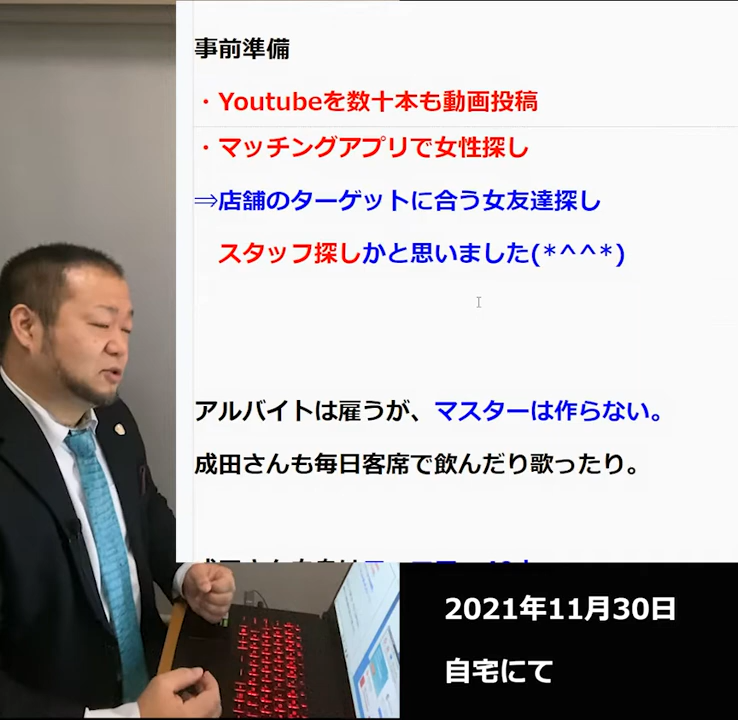 事前準備
・Youtubeを数十本も動画投稿
・マッチングアプリで女性探し
⇒店舗のターゲットに合う女友達探し
スタッフ探しかと思いました(*^^*)
アルバイトは雇うが、マスターは作らない。
成田さんも毎日客席で飲んだり歌ったり。
2021年11月30日
自宅にて